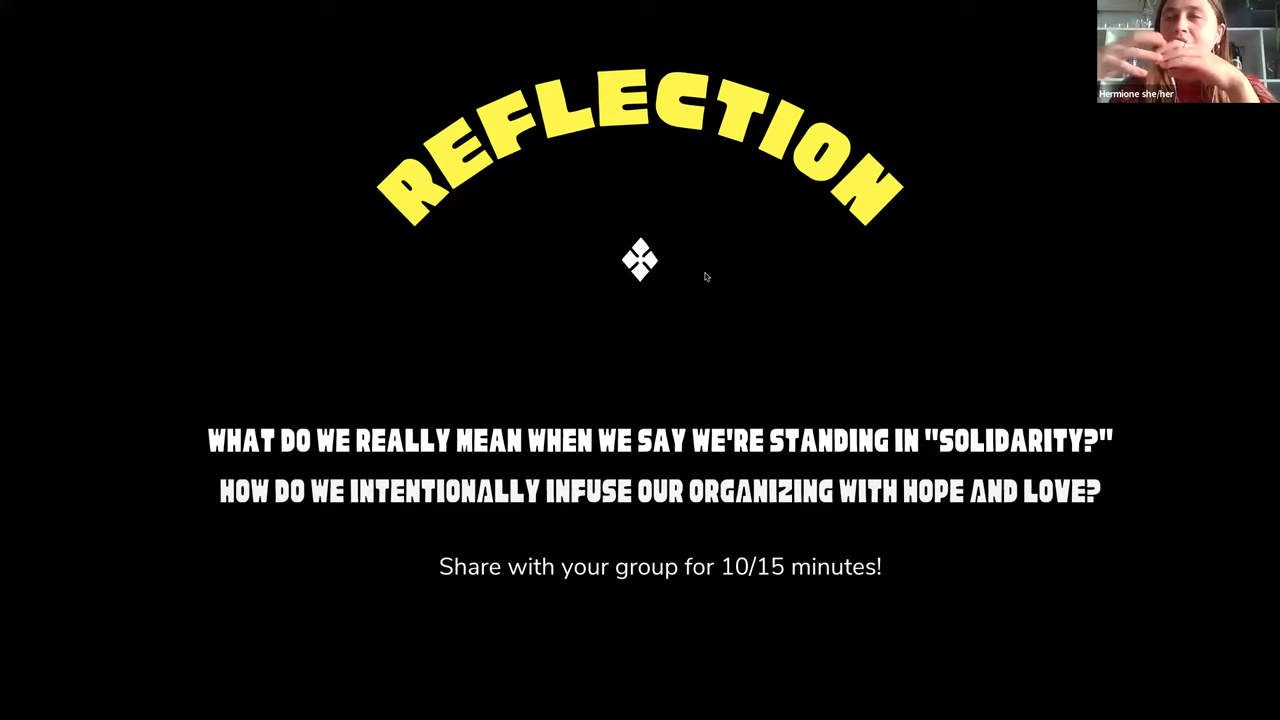 Hermione she/her
REFLECTION
WHAT DO WE REALLY MEAN WHEN WE SAY WE'RE STANDING IN "SOLIDARITY?"
HOW DO WE INTENTIONALLY INFUSE OUR ORGANIZING WITH HOPE AND LOVE?
Share with your group for 10/15 minutes!